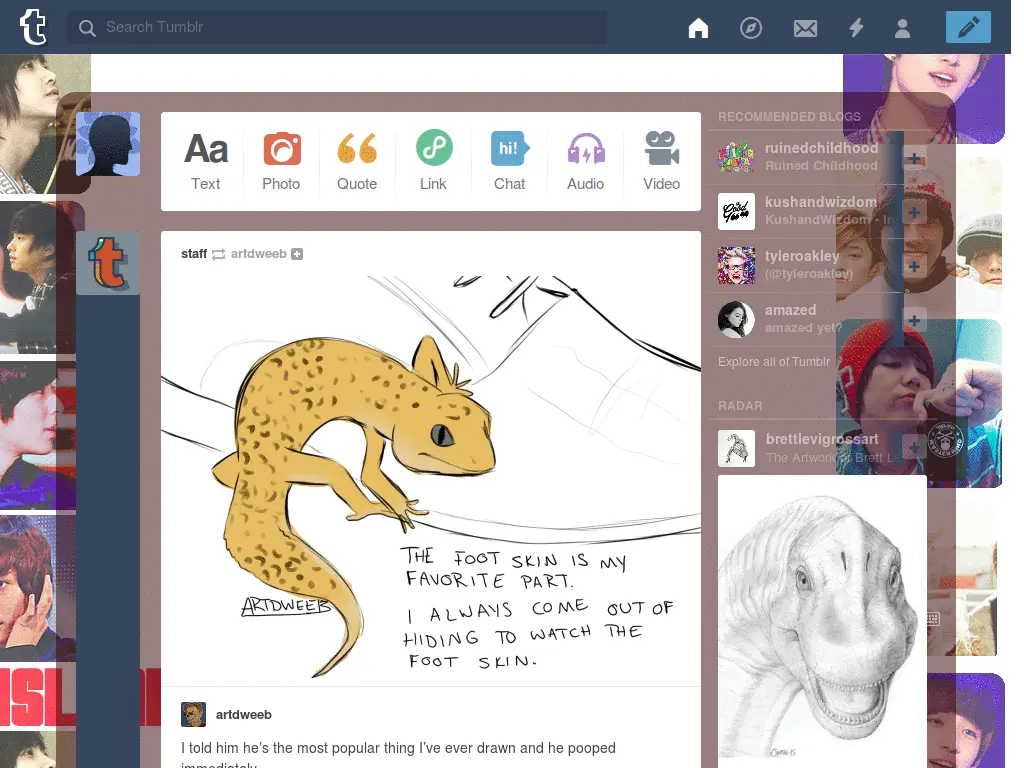 t
Search Tumblr
Aa
hi!
Text
Photo
Quote
Link
Chat
Audio
Video
staff artdweeb
THE FOOT SKIN IS MY
FAVORITE PART.
I ALWAYS COME OUT OF
HIDING TO WATCH THE
FOOT SKIN.
ARTDWEEB
artdweeb
I told him he's the most popular thing I've ever drawn and he pooped
immediately
RECOMMENDED BLOGS
ruinedchildhood
Ruined Childhood
kushandwizdom
KushandWizdom - In
tyleroakley
(@tyleroakley)
amazed
amazed yet?
Explore all of Tumblr
RADAR
brettlevigrossart
The Artwork of Brett L
t
ISL